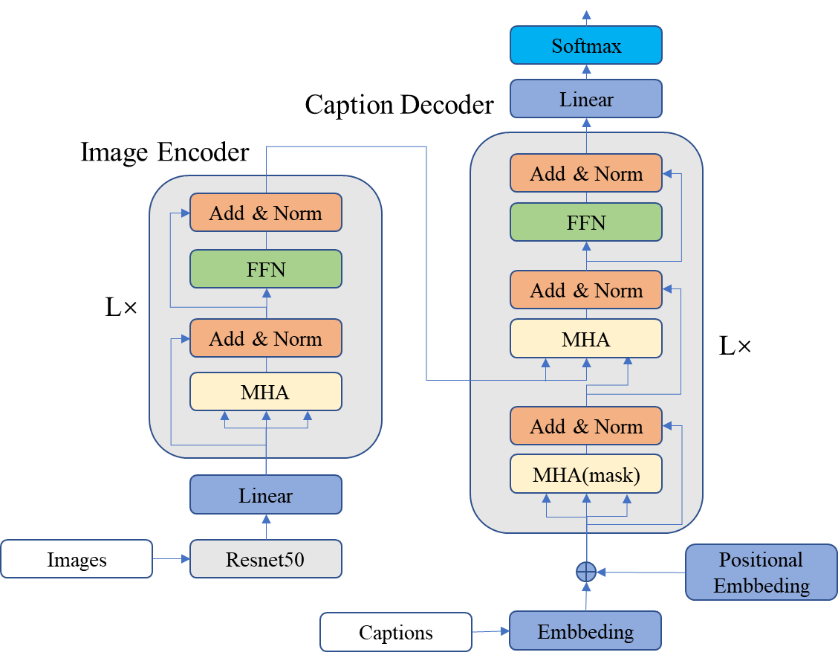 Softmax
Linear
Caption Decoder
Image Encoder
Add & Norm
FFN
Add & Norm
MHA
L×
Linear
Images
Resnet50
Add & Norm
FFN
Add & Norm
MHA
L×
Add & Norm
MHA(mask)
Positional
Embbeding
Captions
Embbeding